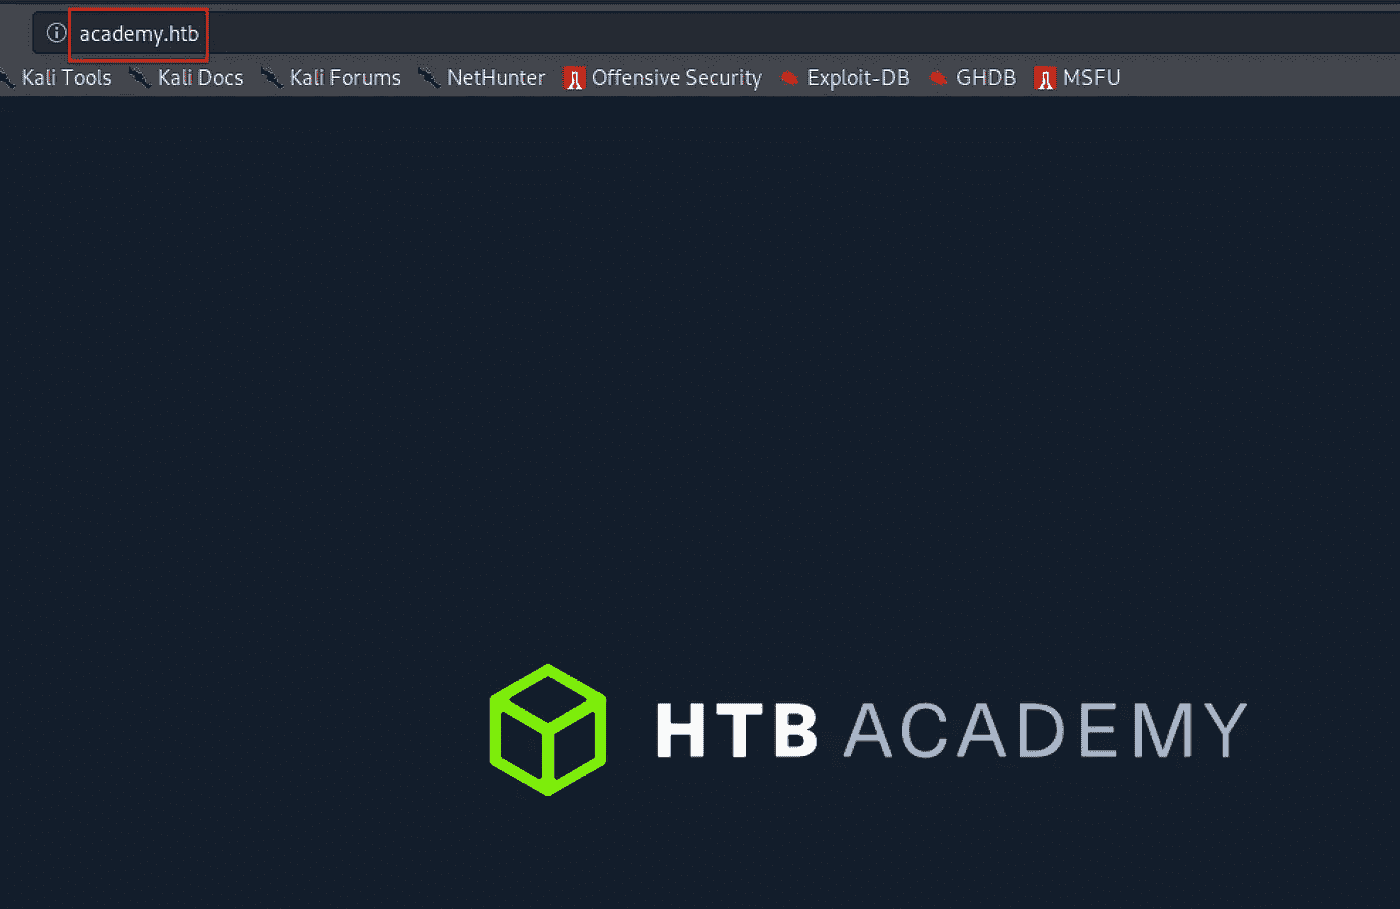 academy.htb
Kali Tools Kali Docs Kali Forums NetHunter Offensive Security Exploit-DB GHDB MSFU
HTB ACADEMY